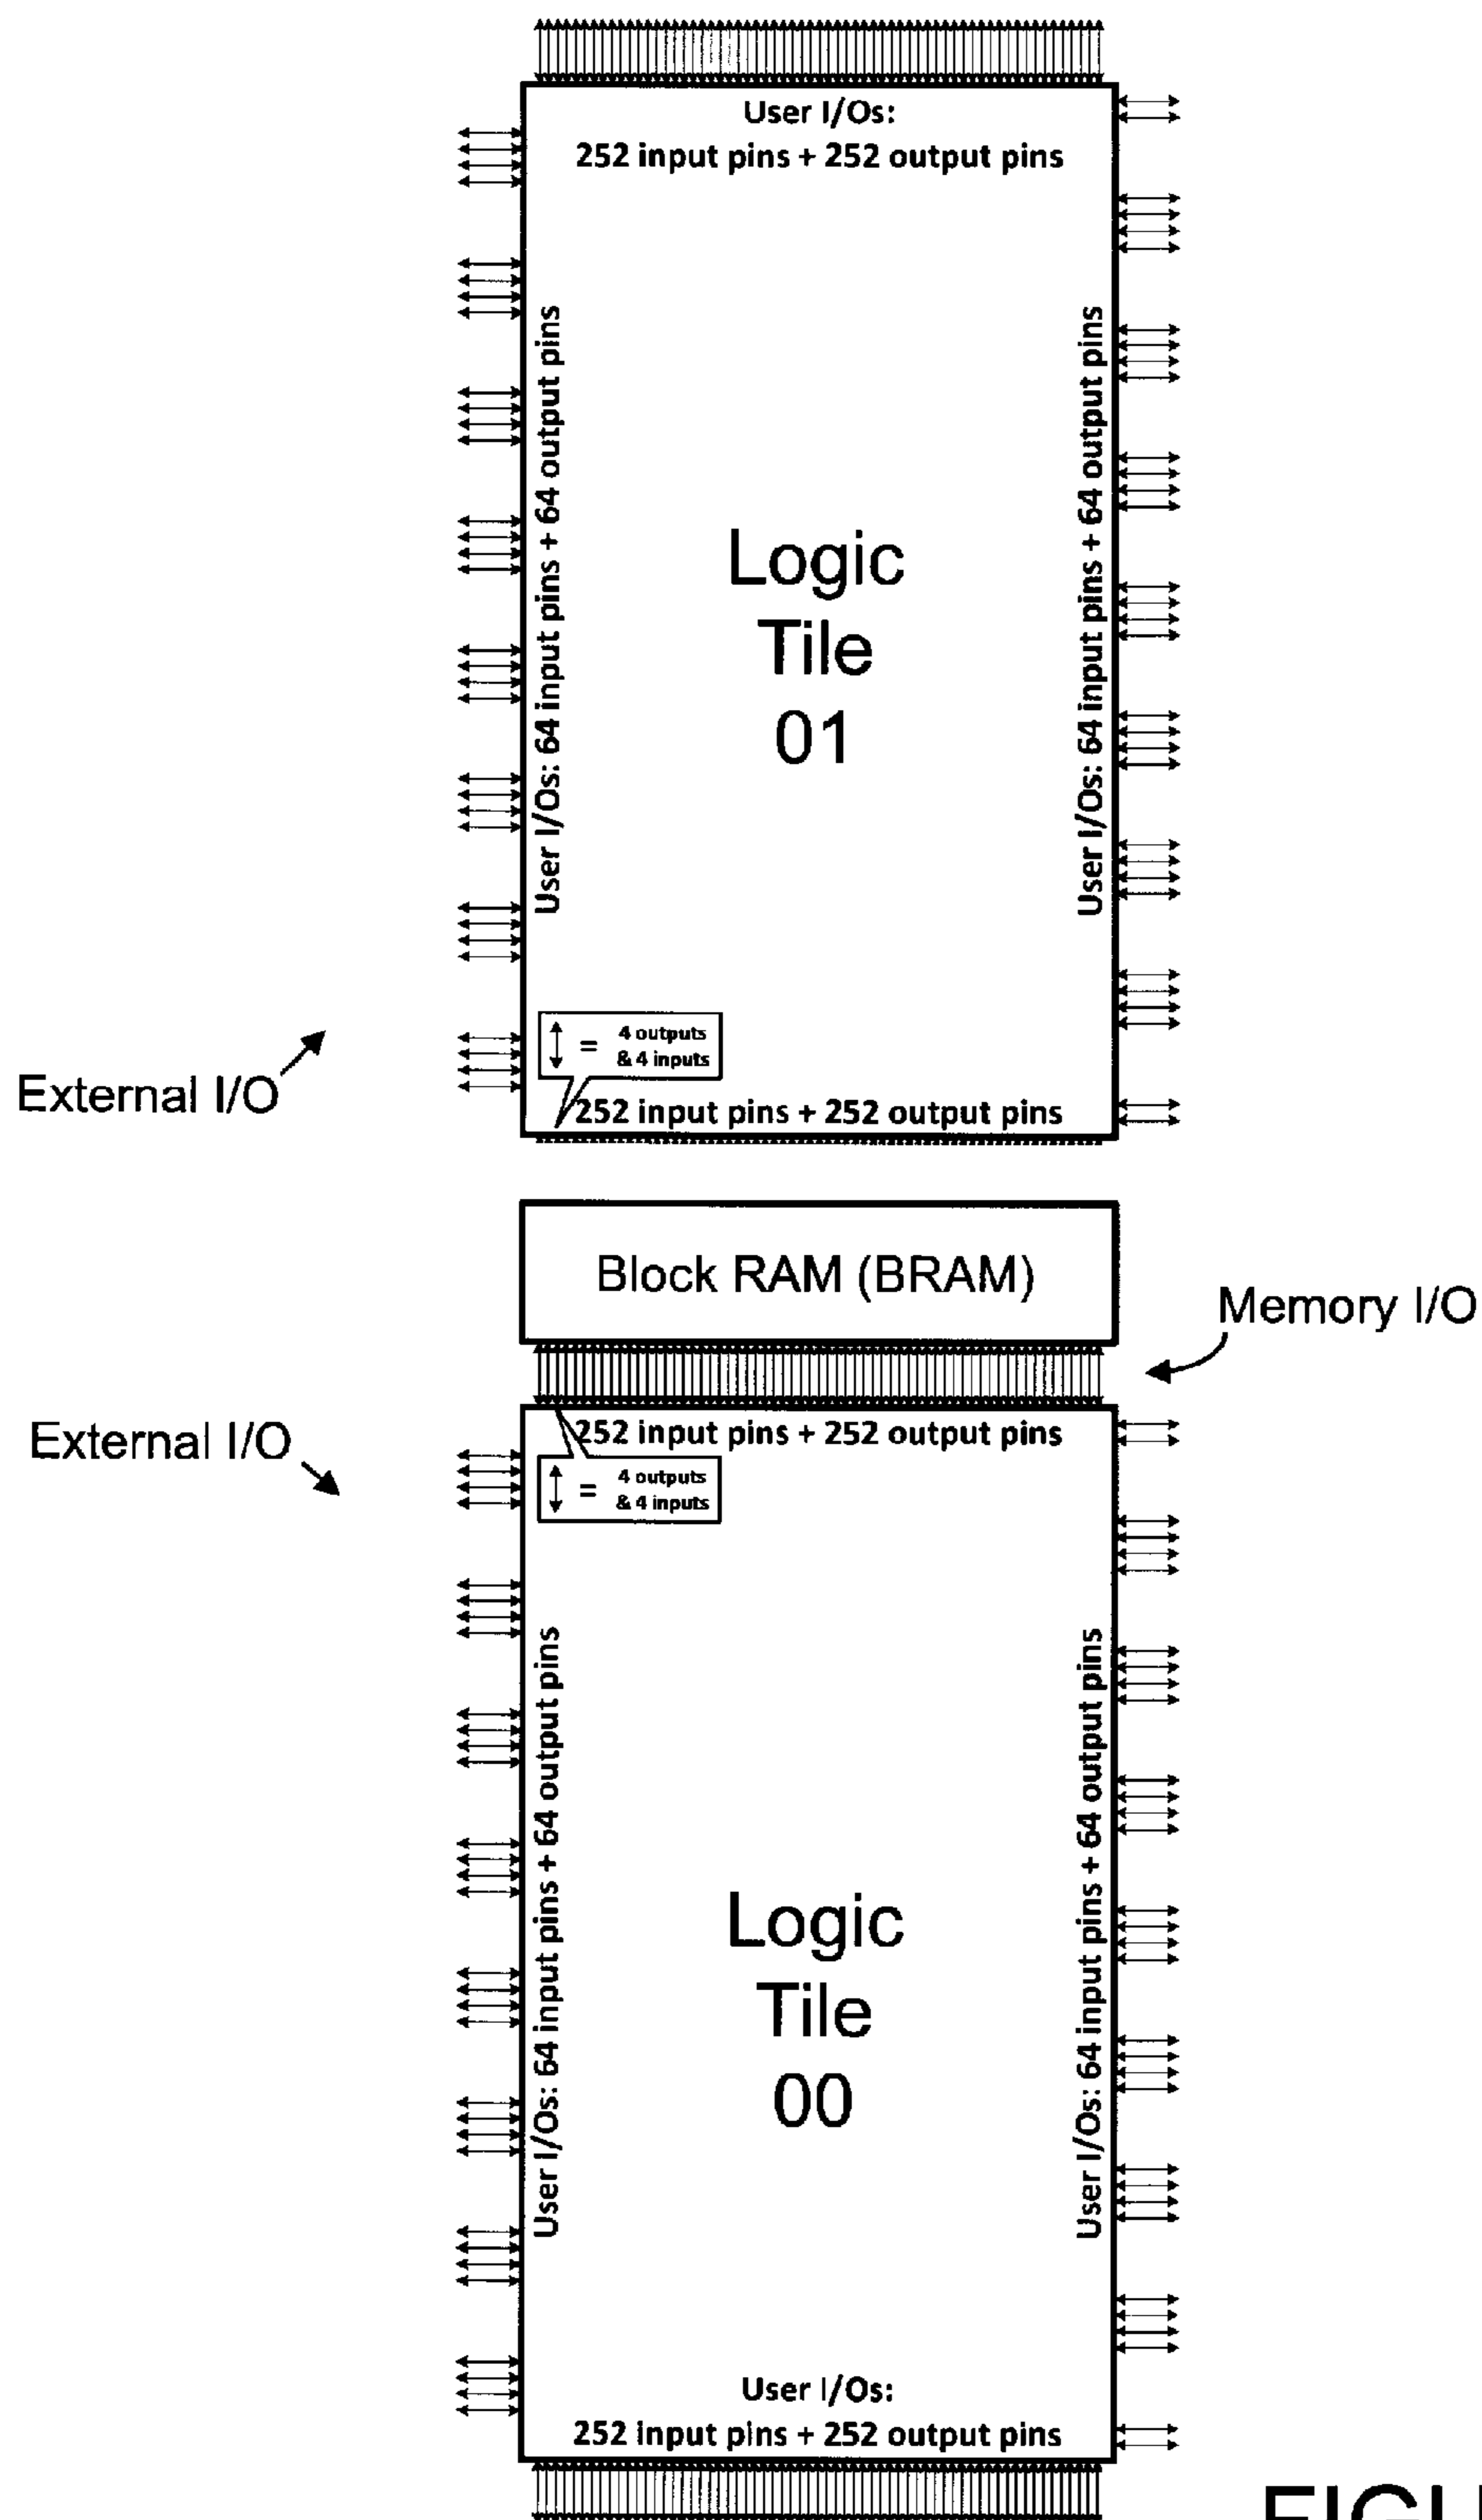 User I/Os:
252 input pins + 252 output pins
User I/Os: 64 input pins + 64 output pins
User I/Os: 64 input pins + 64 output pins
Logic
Tile
01
= 4 outputs
& 4 inputs
External I/O
252 input pins + 252 output pins
Block RAM (BRAM)
Memory I/O
252 input pins + 252 output pins
External I/O
= 4 outputs
& 4 inputs
User I/Os: 64 input pins + 64 output pins
User I/Os: 64 input pins + 64 output pins
Logic
Tile
00
User I/Os:
252 input pins + 252 output pins